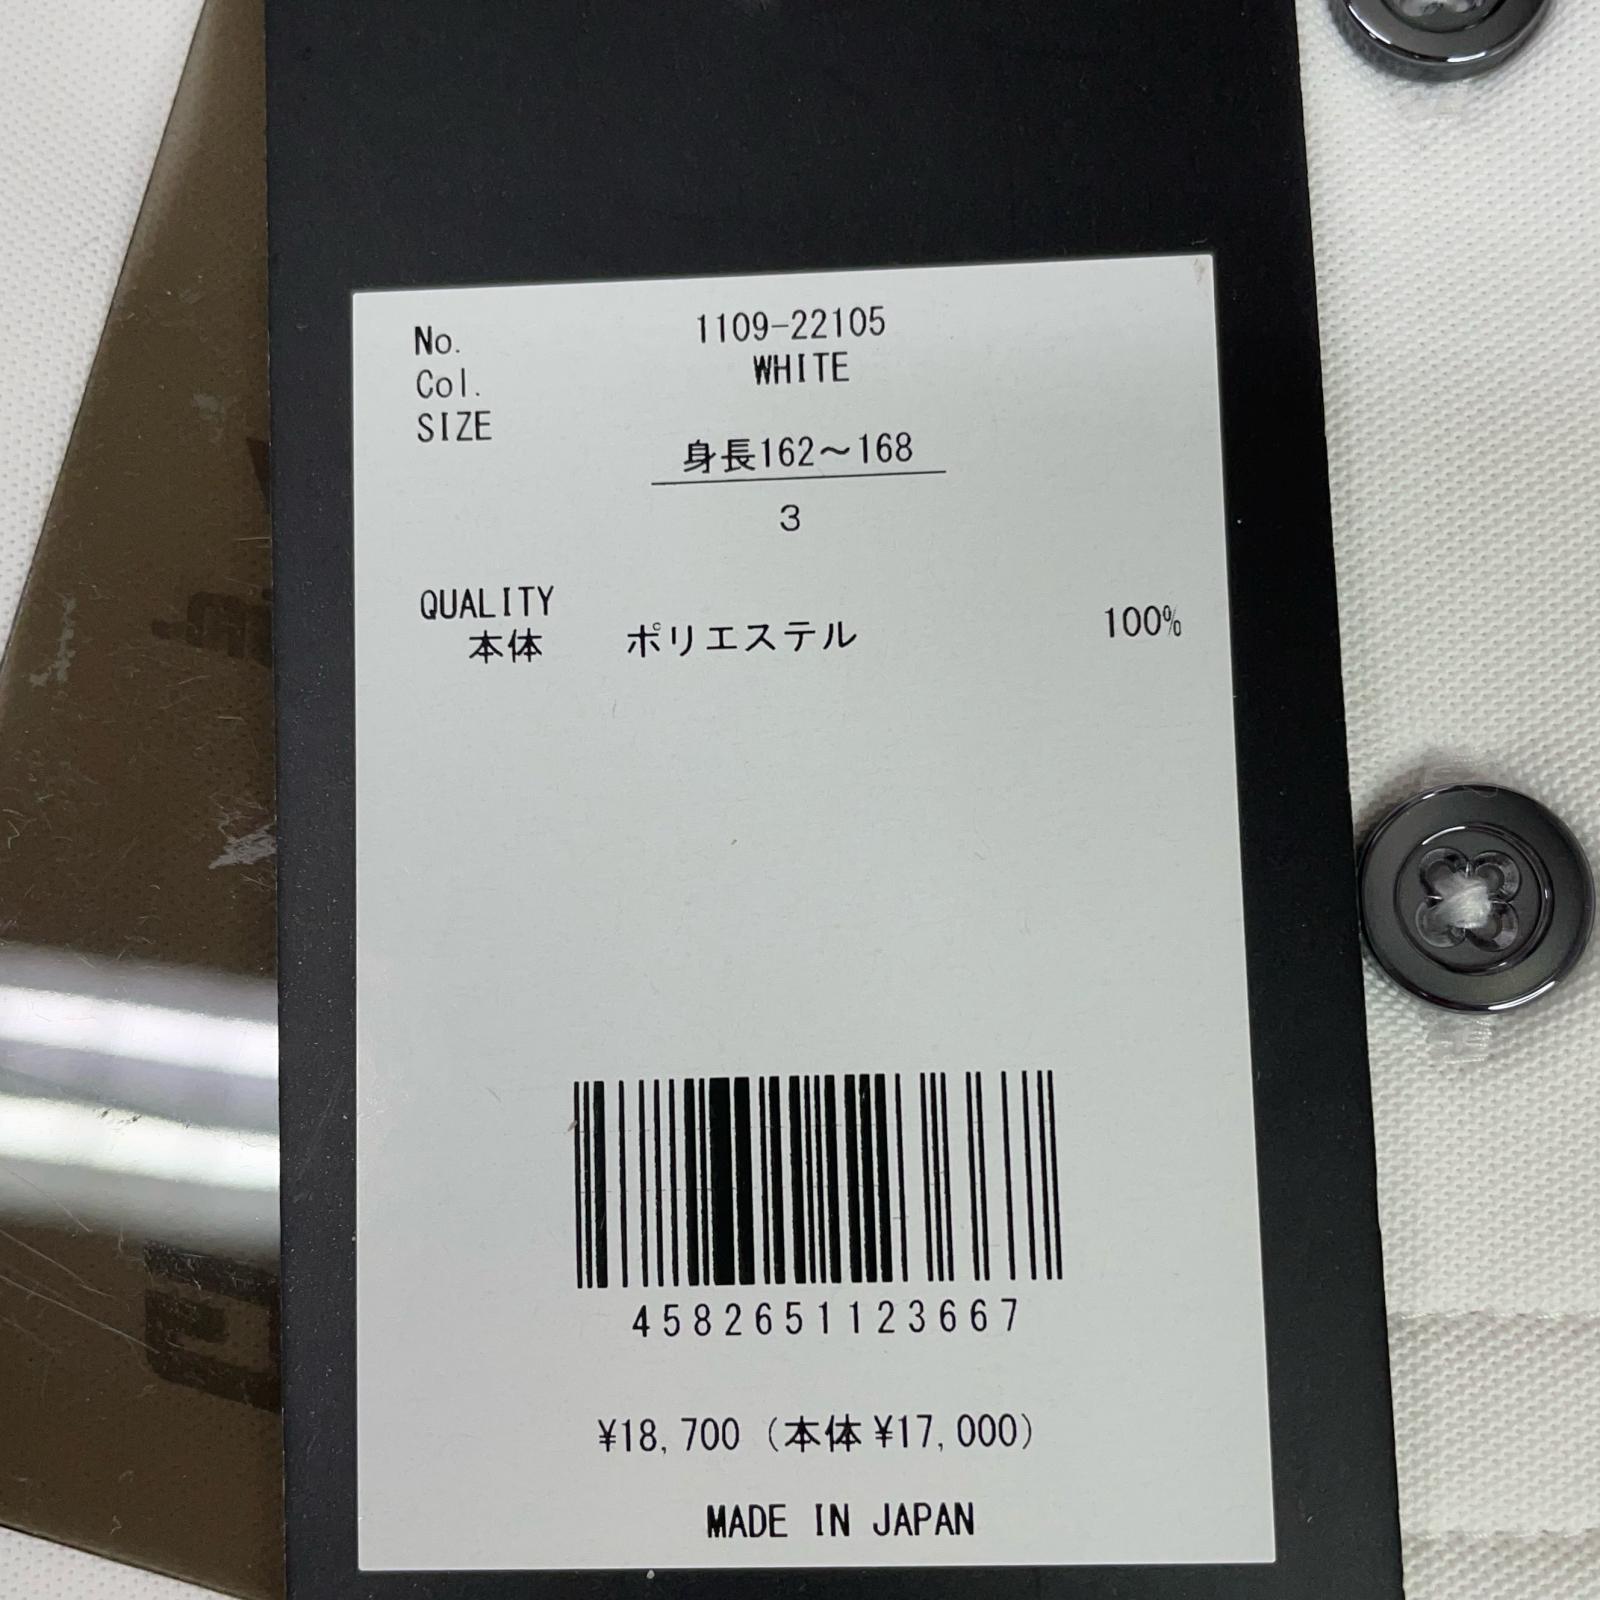 No. 1109-22105
Col. WHITE
SIZE
身長162～168
3
QUALITY
本体 ポリエステル 100%
4582651123667
¥18,700（本体¥17,000）
MADE IN JAPAN